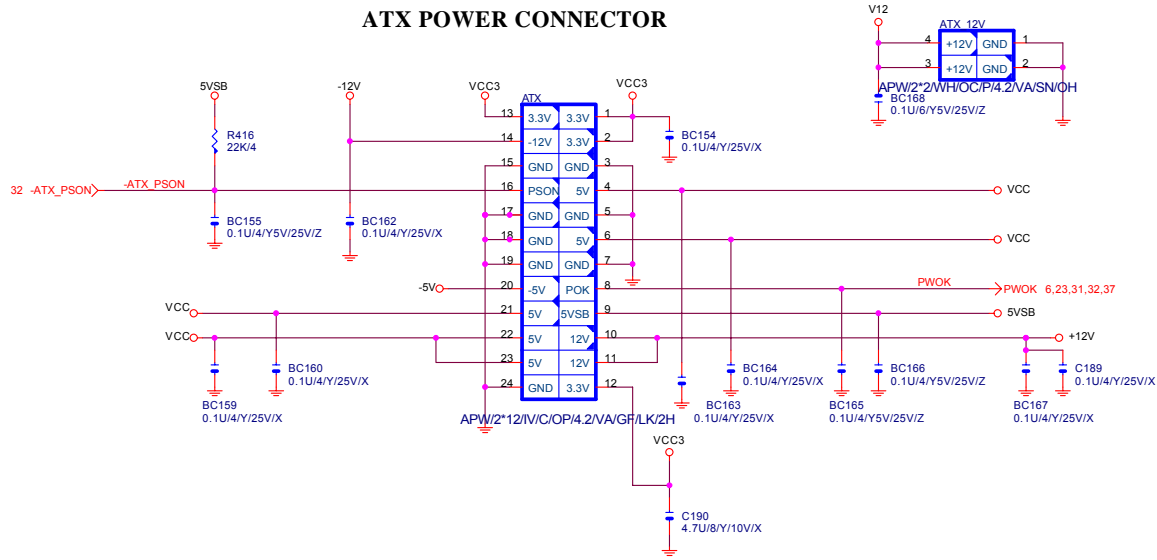 ATX POWER CONNECTOR
V12
ATX_12V
4 +12V GND 1
3 +12V GND 2
APW/2*2/WH/OC/P/4.2/VA/SN/OH
BC168
0.1U/6/Y5V/25V/Z
5VSB
-12V
VCC3
VCC3
ATX
R416
22K/4
13 3.3V 3.3V 1
14 -12V 3.3V 2
15 GND GND 3
16 PSON 5V 4
17 GND GND 5
18 GND 5V 6
19 GND GND 7
20 -5V POK 8
21 5V 5VSB 9
22 5V 12V 10
23 5V 12V 11
24 GND 3.3V 12
APW/2*12/IV/C/OP/4.2/VA/GF/LK/2H
BC154
0.1U/4/Y/25V/X
32 -ATX_PSON
-ATX_PSON
VCC
BC155
0.1U/4/Y5V/25V/Z
BC162
0.1U/4/Y/25V/X
VCC
-5V
PWOK
PWOK 6,23,31,32,37
VCC
5VSB
VCC
+12V
BC160
0.1U/4/Y/25V/X
BC159
0.1U/4/Y/25V/X
BC164
0.1U/4/Y/25V/X
BC163
0.1U/4/Y/25V/X
BC166
0.1U/4/Y5V/25V/Z
BC165
0.1U/4/Y5V/25V/Z
C189
0.1U/4/Y/25V/X
BC167
0.1U/4/Y/25V/X
VCC3
C190
4.7U/8/Y/10V/X